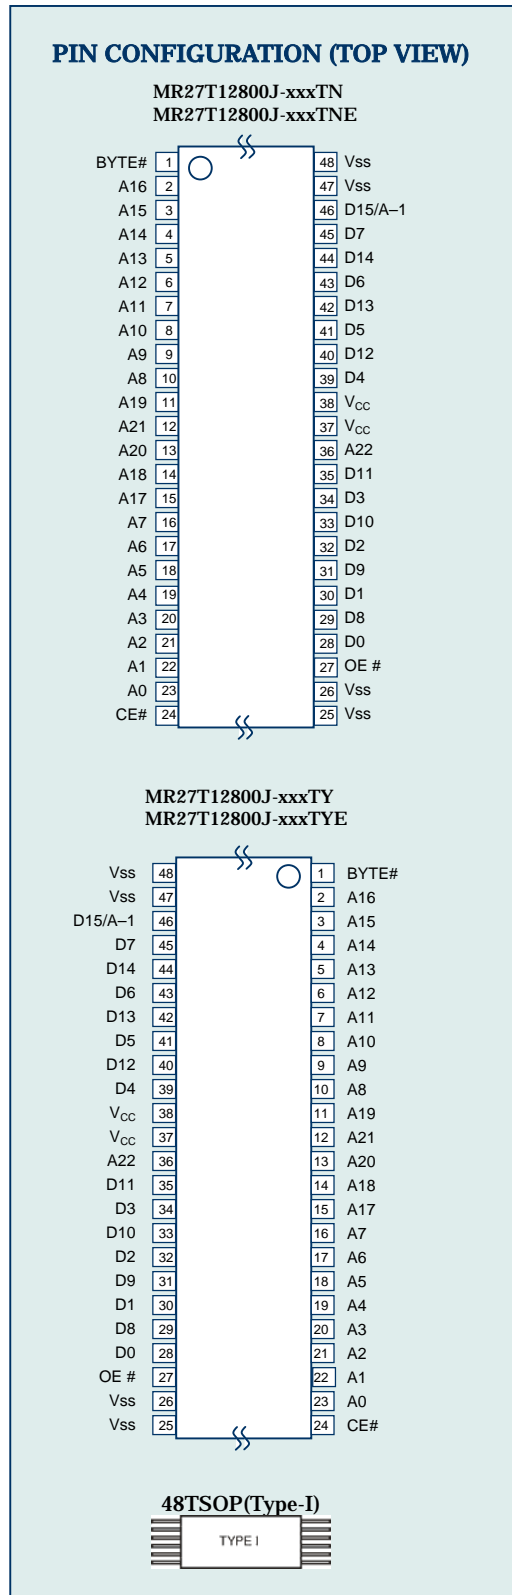 PIN CONFIGURATION (TOP VIEW)
MR27T12800J-xxxTN
MR27T12800J-xxxTNE
BYTE# 1 48 Vss
A16 2 47 Vss
A15 3 46 D15/A–1
A14 4 45 D7
A13 5 44 D14
A12 6 43 D6
A11 7 42 D13
A10 8 41 D5
A9 9 40 D12
A8 10 39 D4
A19 11 38 VCC
A21 12 37 VCC
A20 13 36 A22
A18 14 35 D11
A17 15 34 D3
A7 16 33 D10
A6 17 32 D2
A5 18 31 D9
A4 19 30 D1
A3 20 29 D8
A2 21 28 D0
A1 22 27 OE #
A0 23 26 Vss
CE# 24 25 Vss
MR27T12800J-xxxTY
MR27T12800J-xxxTYE
Vss 48 1 BYTE#
Vss 47 2 A16
D15/A–1 46 3 A15
D7 45 4 A14
D14 44 5 A13
D6 43 6 A12
D13 42 7 A11
D5 41 8 A10
D12 40 9 A9
D4 39 10 A8
VCC 38 11 A19
VCC 37 12 A21
A22 36 13 A20
D11 35 14 A18
D3 34 15 A17
D10 33 16 A7
D2 32 17 A6
D9 31 18 A5
D1 30 19 A4
D8 29 20 A3
D0 28 21 A2
OE # 27 22 A1
Vss 26 23 A0
Vss 25 24 CE#
48TSOP(Type-I)
TYPE I